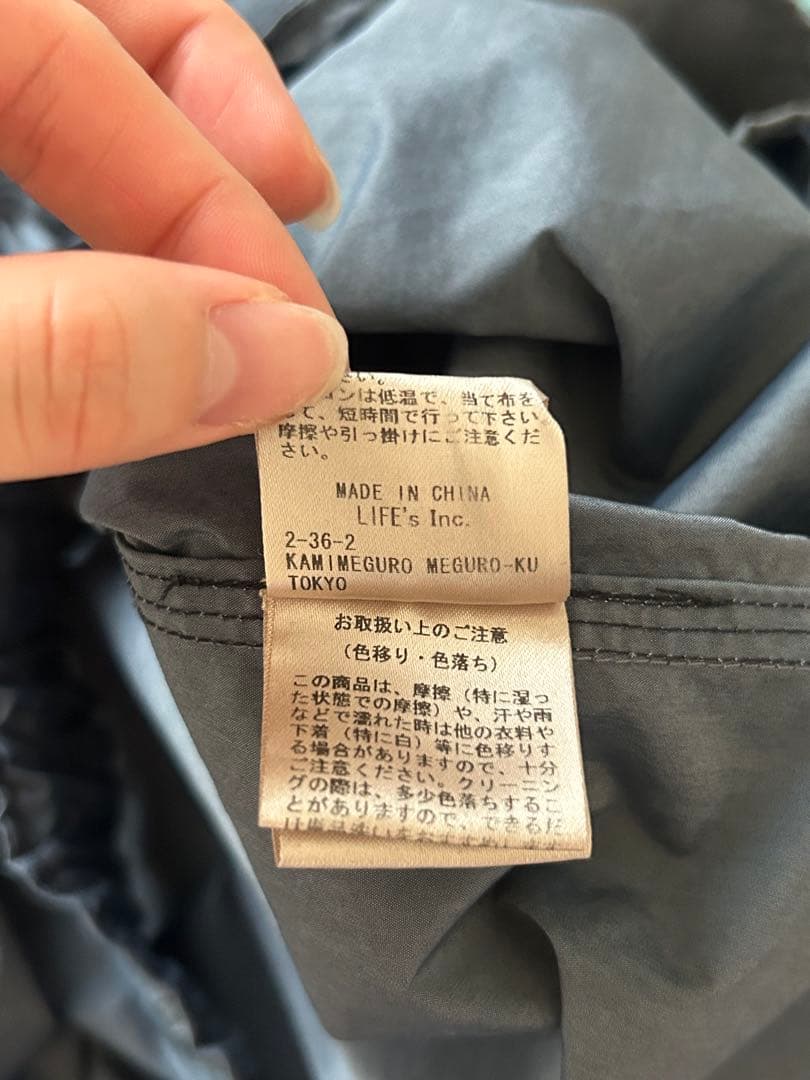 さい。
ロンは低温で、当て布を
して、短時間で行って下さい。
摩擦や引っ掛けにご注意くだ
さい。
MADE IN CHINA
LIFE's Inc.
2-36-2
KAMIMEGURO MEGURO-KU
TOKYO
お取扱い上のご注意
(色移り・色落ち)
この商品は、摩擦(特に湿っ
た状態での摩擦)や、汗や雨
などで濡れた時は他の衣料や
下着(特に白)等に色移りす
る場合がありますので、十分
ご注意ください。クリーニン
グの際は、多少色落ちするこ
とがありますので、できるだ